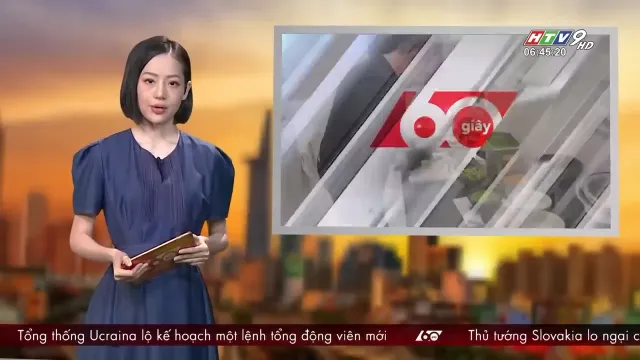 HTV9 HD
06:45:20
60 giây
Tổng thống Ucraina lộ kế hoạch một lệnh tổng động viên mới
60
Thủ tướng Slovakia lo ngại